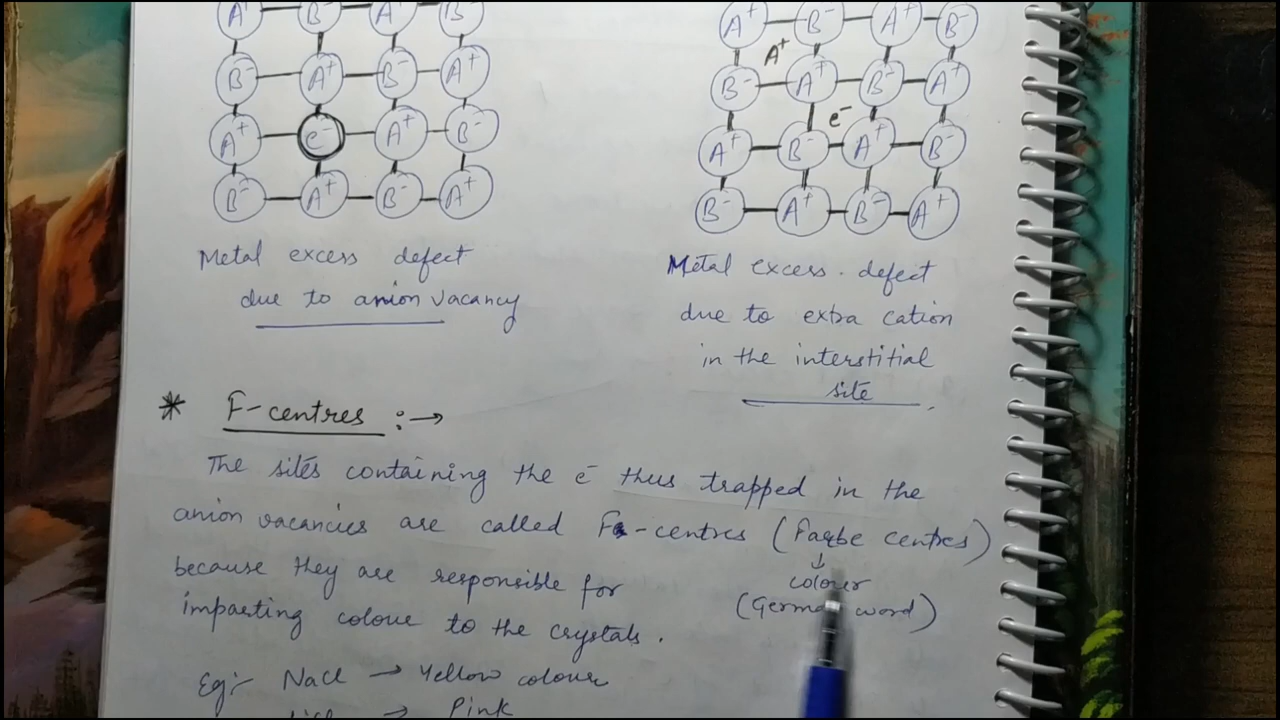 A⁺ B⁻ A⁺ B⁻
B⁻ A⁺ B⁻ A⁺
A⁺ e⁻ A⁺ B⁻
B⁻ A⁺ B⁻ A⁺
Metal excess defect
due to anion vacancy
A⁺ B⁻ A⁺ B⁻
A⁺
B⁻ A⁺ B⁻ A⁺
e⁻
A⁺ B⁻ A⁺ B⁻
B⁻ A⁺ B⁻ A⁺
Metal excess. defect
due to extra cation
in the interstitial
site
* F-centres :→
The sites containing the e⁻ thus trapped in the
anion vacancies are called F-centres (Farbe centres)
↓
colour
(German word)
because they are responsible for
imparting colour to the crystals.
Eg:- NaCl → Yellow colour
→ Pink